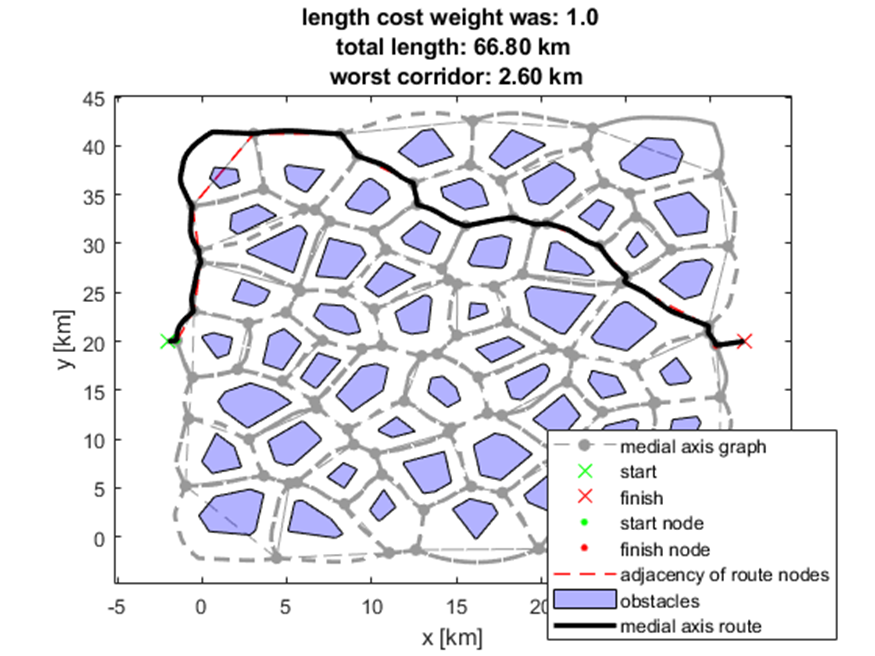 length cost weight was: 1.0
total length: 66.80 km
worst corridor: 2.60 km
45
40
35
30
25
20
15
10
5
0
y [km]
-5
0
5
10
15
20
x [km]
medial axis graph
start
finish
start node
finish node
adjacency of route nodes
obstacles
medial axis route